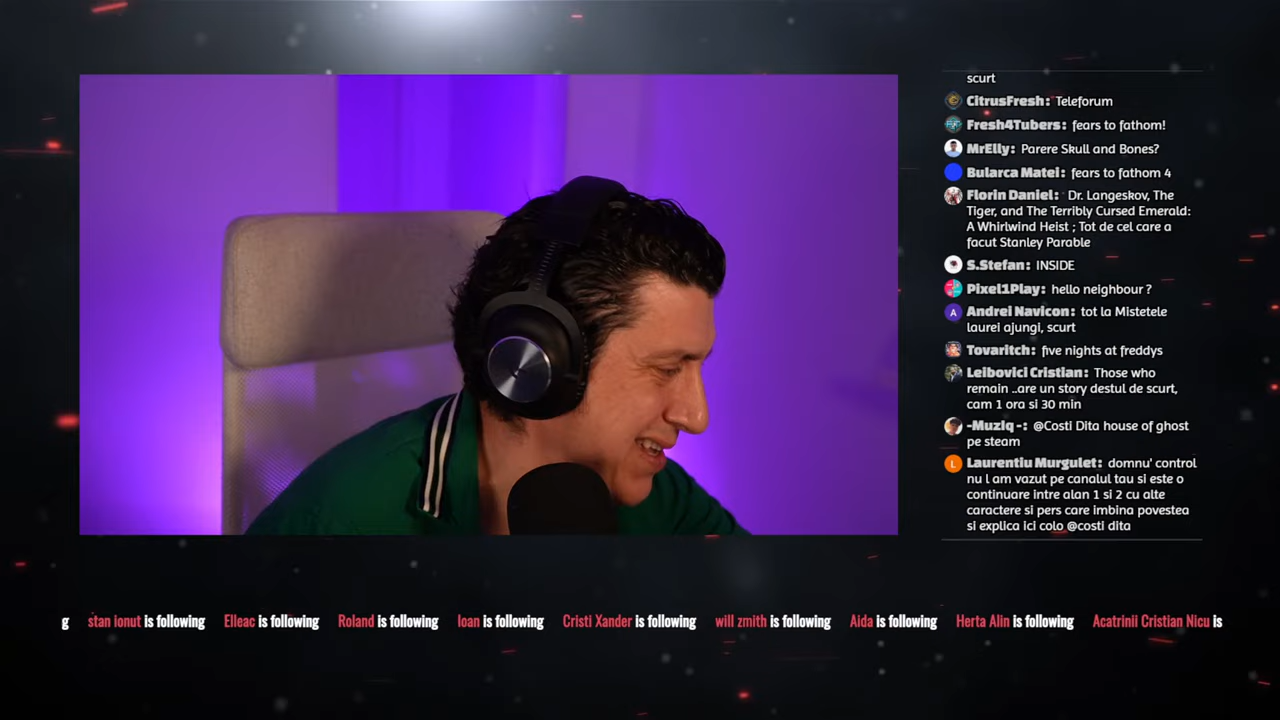 scurt
CitrusFresh: Teleforum
Fresh4Tubers: fears to fathom!
MrElly: Parere Skull and Bones?
Bularca Matei: fears to fathom 4
Florin Daniel: Dr. Langeskov, The
Tiger, and The Terribly Cursed Emerald:
A Whirlwind Heist ; Tot de cel care a
facut Stanley Parable
S.Stefan: INSIDE
Pixel1Play: hello neighbour ?
A
Andrei Navicon: tot la Mistetele
laurei ajungi, scurt
Tovaritch: five nights at freddys
Leibovici Cristian: Those who
remain ..are un story destul de scurt,
cam 1 ora si 30 min
-Muziq-: @Costi Dita house of ghost
pe steam
L
Laurentiu Murgulet: domnu' control
nu l am vazut pe canalul tau si este o
continuare intre alan 1 si 2 cu alte
caractere si pers care imbina povestea
si explica ici colo @costi dita
g stan ionut is following Elleac is following Roland is following Ioan is following Cristi Xander is following will zmith is following Aida is following Herta Alin is following Acatrinii Cristian Nicu is